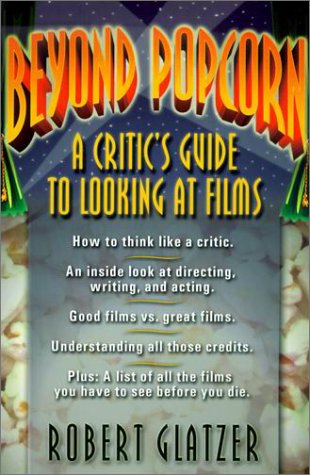 BEYOND POPCORN
A CRITIC'S GUIDE
TO LOOKING AT FILMS
How to think like a critic.
An inside look at directing,
writing, and acting.
Good films vs. great films.
Understanding all those credits.
Plus: A list of all the films
you have to see before you die.
ROBERT GLATZER